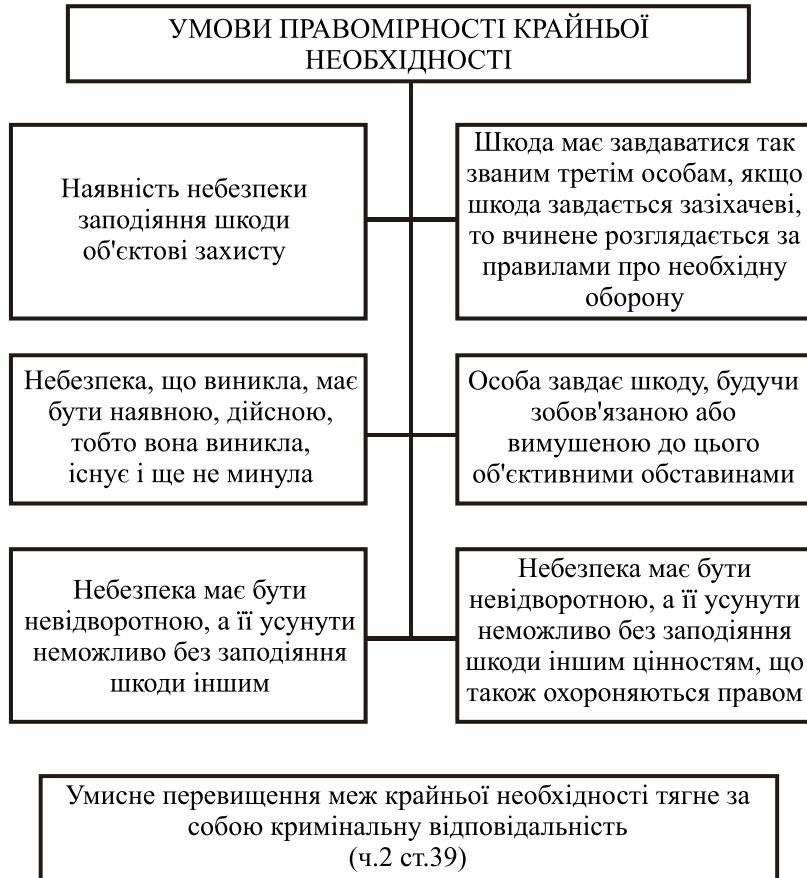 УМОВИ ПРАВОМІРНОСТІ КРАЙНЬОЇ
НЕОБХІДНОСТІ
Наявність небезпеки
заподіяння шкоди
об'єктові захисту
Шкода має завдаватися так
званим третім особам, якщо
шкода завдається зазіхачеві,
то вчинене розглядається за
правилами про необхідну
оборону
Небезпека, що виникла, має
бути наявною, дійсною,
тобто вона виникла,
існує і ще не минула
Особа завдає шкоду, будучи
зобов'язаною або
вимушеною до цього
об'єктивними обставинами
Небезпека має бути
невідворотною, а її усунути
неможливо без заподіяння
шкоди іншим
Небезпека має бути
невідворотною, а її усунути
неможливо без заподіяння
шкоди іншим цінностям, що
також охороняються правом
Умисне перевищення меж крайньої необхідності тягне за
собою кримінальну відповідальність
(ч.2 ст.39)